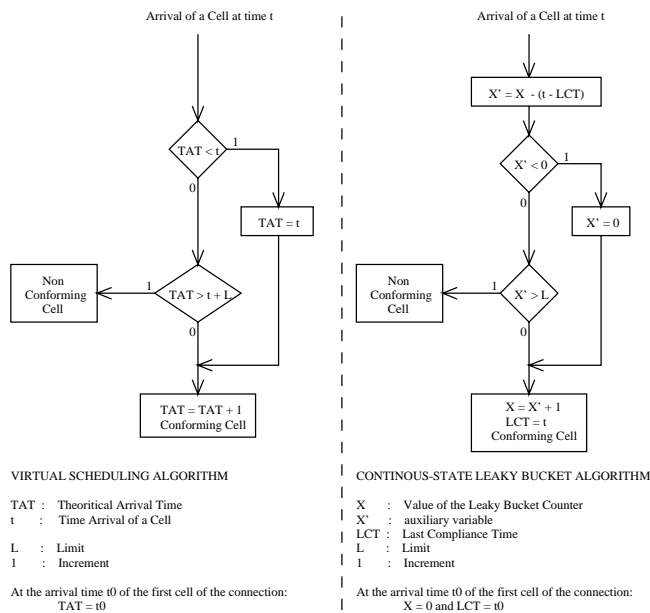 Arrival of a Cell at time t
TAT < t
1
0
TAT = t
Non
Conforming
Cell
1
TAT > t + L
0
TAT = TAT + 1
Conforming Cell
VIRTUAL SCHEDULING ALGORITHM
TAT : Theoritical Arrival Time
t : Time Arrival of a Cell
L : Limit
1 : Increment
At the arrival time t0 of the first cell of the connection:
TAT = t0
Arrival of a Cell at time t
X' = X - (t - LCT)
X' < 0
1
0
X' = 0
Non
Conforming
Cell
1
X' > L
0
X = X' + 1
LCT = t
Conforming Cell
CONTINOUS-STATE LEAKY BUCKET ALGORITHM
X : Value of the Leaky Bucket Counter
X' : auxiliary variable
LCT : Last Compliance Time
L : Limit
1 : Increment
At the arrival time t0 of the first cell of the connection:
X = 0 and LCT = t0